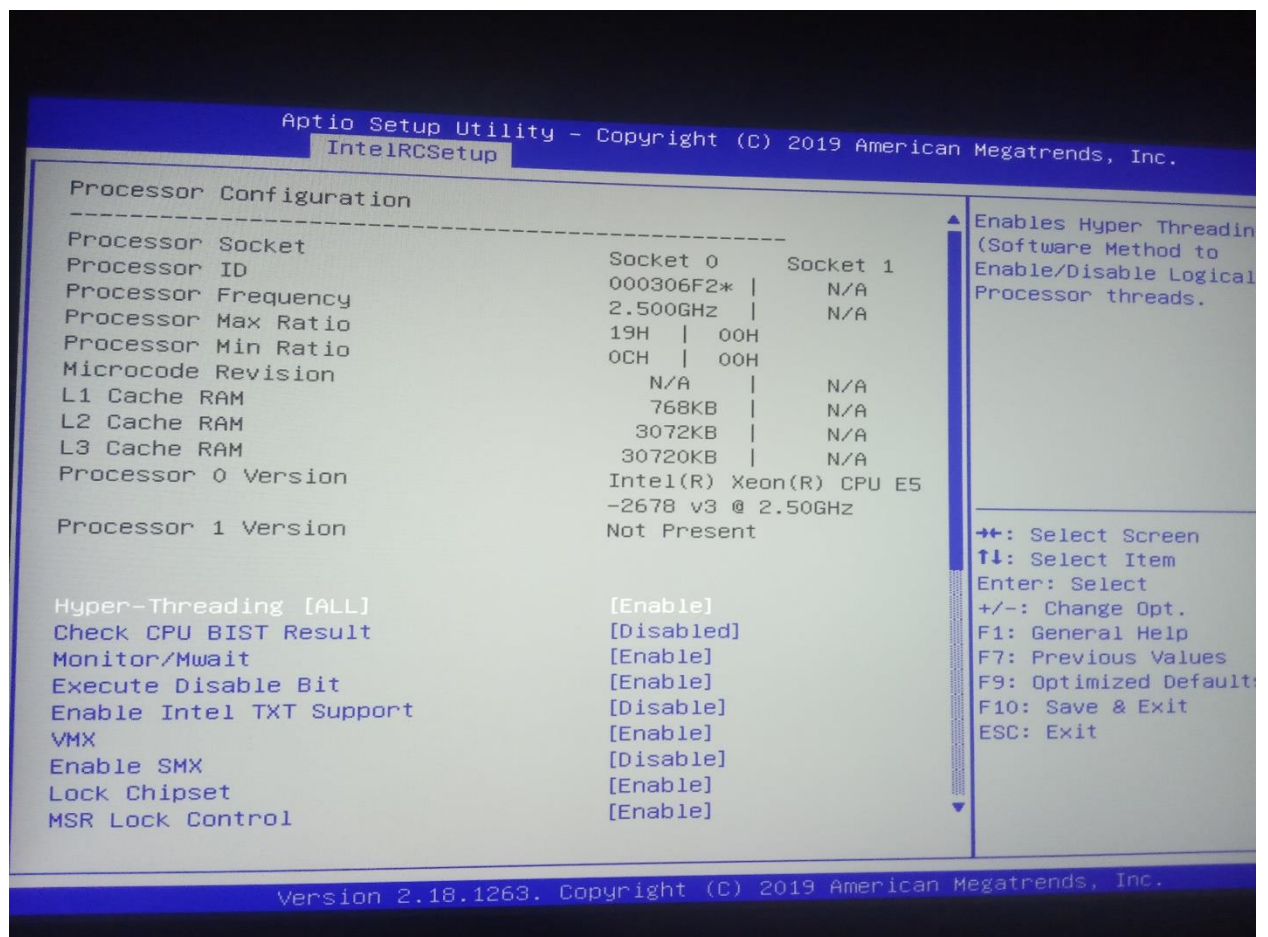 Aptio Setup Utility - Copyright (C) 2019 American Megatrends, Inc.
IntelRCSetup
Processor Configuration
--------------------------------------------------
Processor Socket Socket 0 Socket 1
Processor ID 000306F2* | N/A
Processor Frequency 2.500GHz | N/A
Processor Max Ratio 19H | 00H
Processor Min Ratio 0CH | 00H
Microcode Revision N/A | N/A
L1 Cache RAM 768KB | N/A
L2 Cache RAM 3072KB | N/A
L3 Cache RAM 30720KB | N/A
Processor 0 Version Intel(R) Xeon(R) CPU E5
-2678 v3 @ 2.50GHz
Processor 1 Version Not Present
Hyper-Threading [ALL] [Enable]
Check CPU BIST Result [Disabled]
Monitor/Mwait [Enable]
Execute Disable Bit [Enable]
Enable Intel TXT Support [Disable]
VMX [Enable]
Enable SMX [Disable]
Lock Chipset [Enable]
MSR Lock Control [Enable]
Enables Hyper Threadin
(Software Method to
Enable/Disable Logical
Processor threads.
→←: Select Screen
↑↓: Select Item
Enter: Select
+/-: Change Opt.
F1: General Help
F7: Previous Values
F9: Optimized Defaults
F10: Save & Exit
ESC: Exit
Version 2.18.1263. Copyright (C) 2019 American Megatrends, Inc.